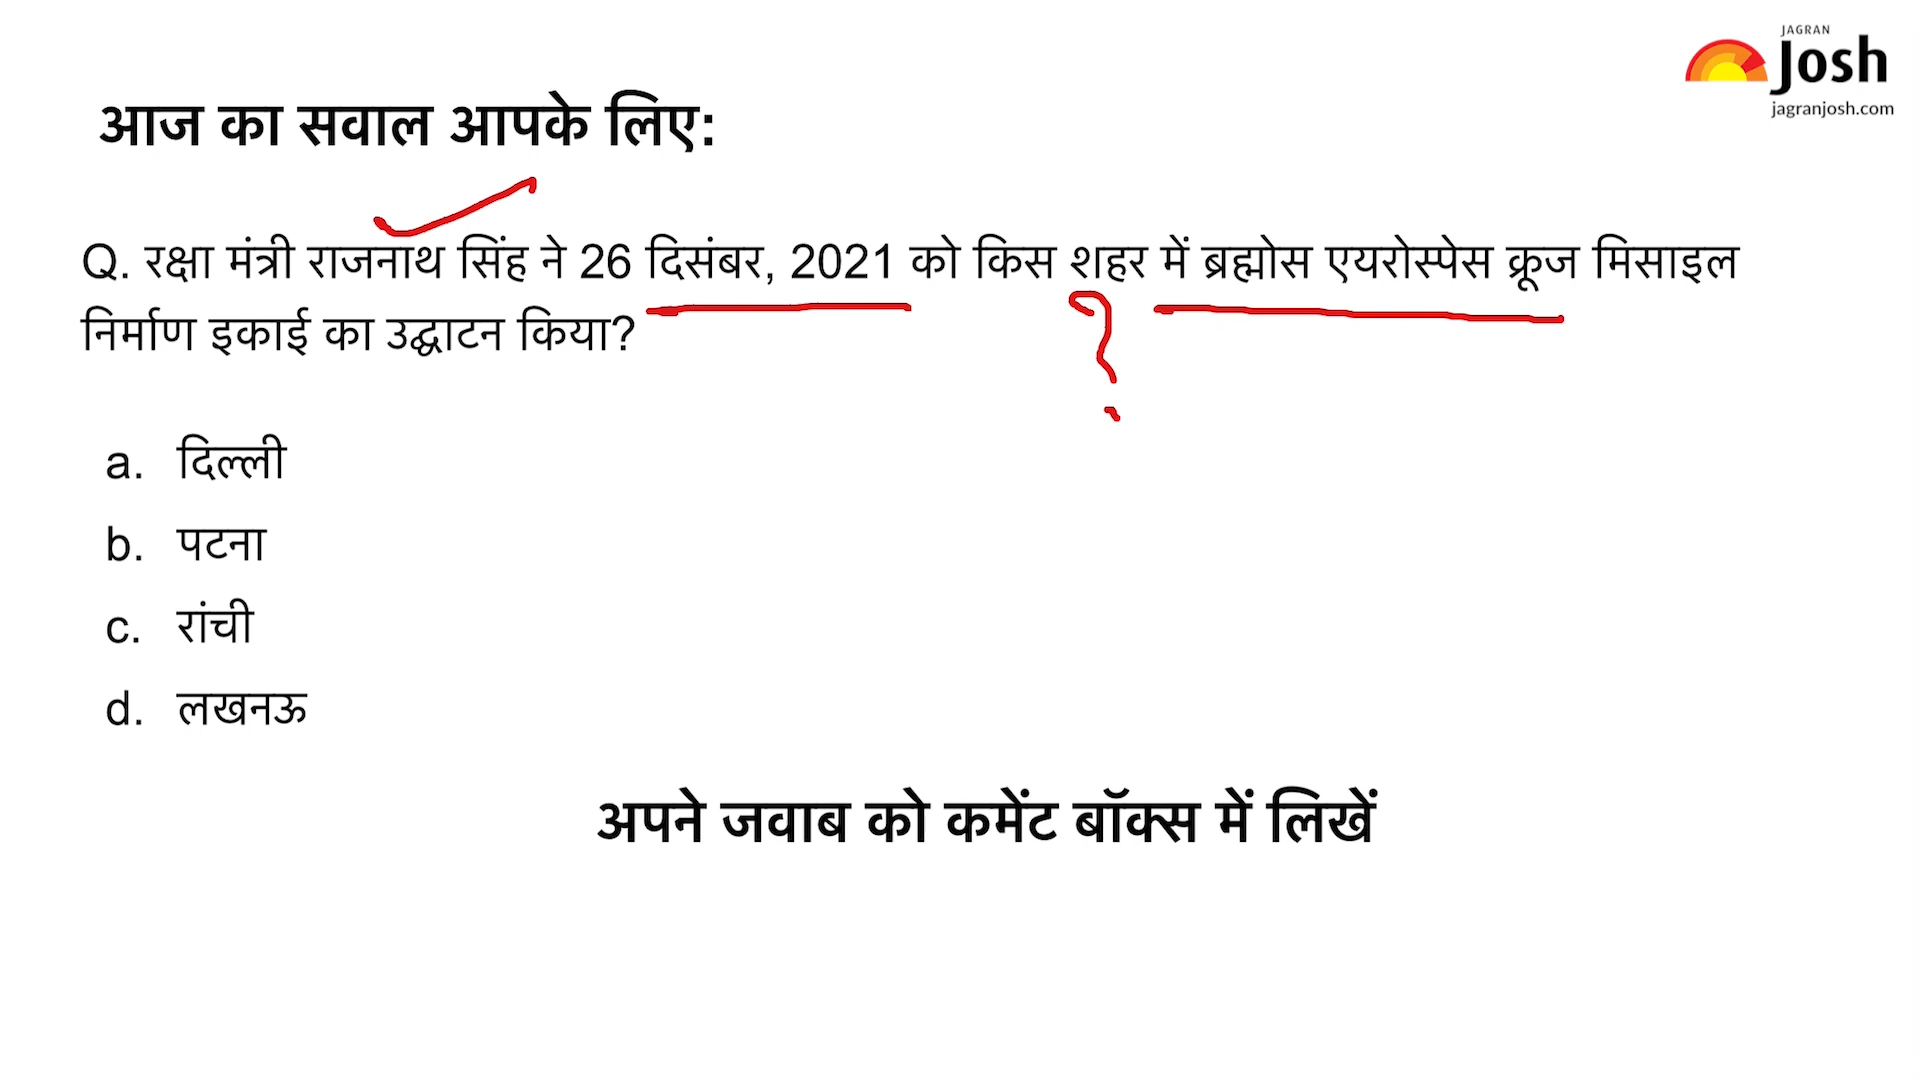 JAGRAN
Josh
jagranjosh.com
आज का सवाल आपके लिए:
Q. रक्षा मंत्री राजनाथ सिंह ने 26 दिसंबर, 2021 को किस शहर में ब्रह्मोस एयरोस्पेस क्रूज मिसाइल
निर्माण इकाई का उद्घाटन किया?
?
a. दिल्ली
b. पटना
c. रांची
d. लखनऊ
अपने जवाब को कमेंट बॉक्स में लिखें